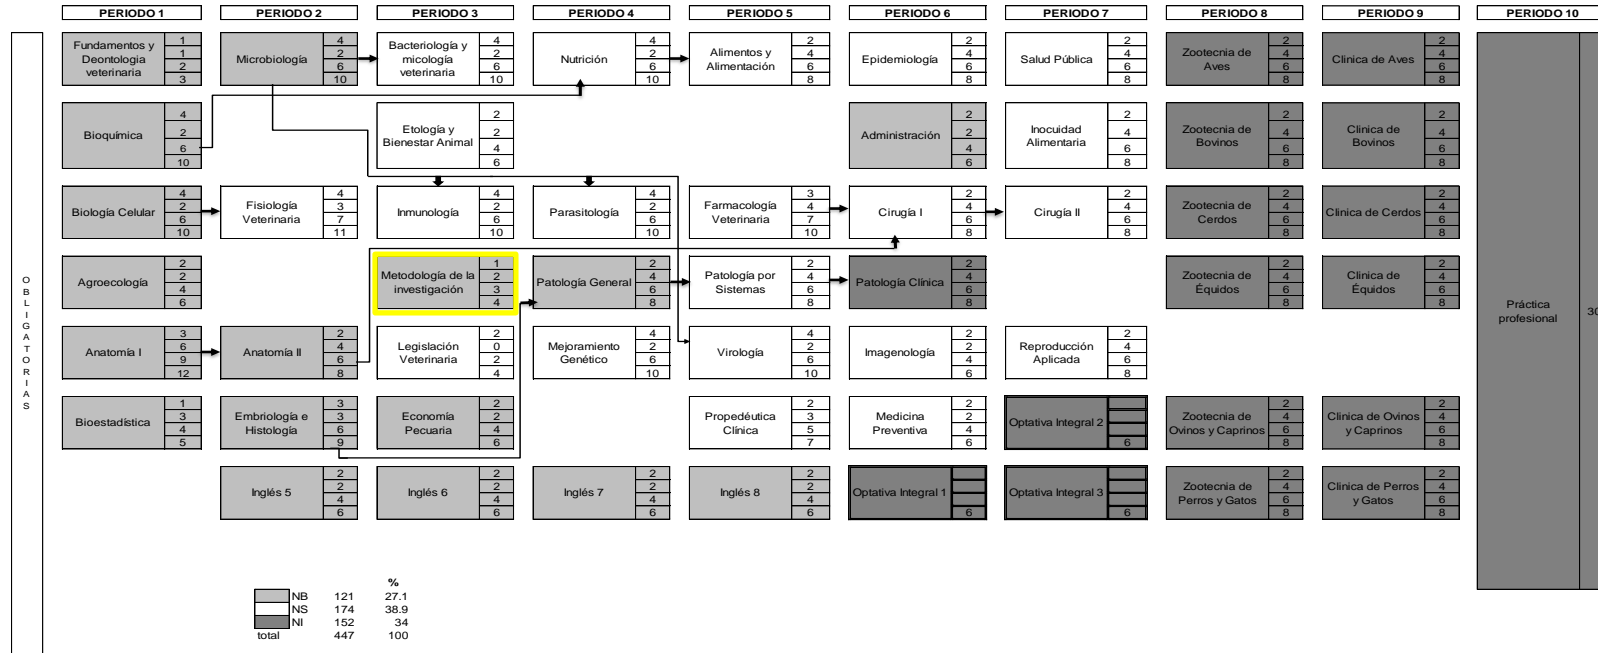 PERIODO 1
PERIODO 2
PERIODO 3
PERIODO 4
PERIODO 5
PERIODO 6
PERIODO 7
PERIODO 8
PERIODO 9
PERIODO 10
OBLIGATORIAS
Fundamentos y
Deontologia
veterinaria
1
1
2
3
Microbiología
4
2
6
10
Bacteriología y
micología
veterinaria
4
2
6
10
Nutrición
4
2
6
10
Alimentos y
Alimentación
2
4
6
8
Epidemiología
2
4
6
8
Salud Pública
2
4
6
8
Zootecnia de
Aves
2
4
6
8
Clinica de Aves
2
4
6
8
Bioquímica
4
2
6
10
Etología y
Bienestar Animal
2
2
4
6
Administración
2
2
4
6
Inocuidad
Alimentaria
2
4
6
8
Zootecnia de
Bovinos
2
4
6
8
Clinica de
Bovinos
2
4
6
8
Biología Celular
4
2
6
10
Fisiología
Veterinaria
4
3
7
11
Inmunología
4
2
6
10
Parasitología
4
2
6
10
Farmacología
Veterinaria
3
4
7
10
Cirugía I
2
4
6
8
Cirugía II
2
4
6
8
Zootecnia de
Cerdos
2
4
6
8
Clinica de Cerdos
2
4
6
8
Agroecología
2
2
4
6
Metodología de la
investigación
1
2
3
4
Patología General
2
4
6
8
Patología por
Sistemas
2
4
6
8
Patología Clínica
2
4
6
8
Zootecnia de
Équidos
2
4
6
8
Clinica de
Équidos
2
4
6
8
Práctica
profesional
30
Anatomía I
3
6
9
12
Anatomía II
2
4
6
8
Legislación
Veterinaria
2
0
2
4
Mejoramiento
Genético
4
2
6
10
Virología
4
2
6
10
Imagenología
2
2
4
6
Reproducción
Aplicada
2
4
6
8
Bioestadística
1
3
4
5
Embriología e
Histología
3
3
6
9
Economía
Pecuaria
2
2
4
6
Propedéutica
Clínica
2
3
5
7
Medicina
Preventiva
2
2
4
6
Optativa Integral 2
6
Zootecnia de
Ovinos y Caprinos
2
4
6
8
Clinica de Ovinos
y Caprinos
2
4
6
8
Inglés 5
2
2
4
6
Inglés 6
2
2
4
6
Inglés 7
2
2
4
6
Inglés 8
2
2
4
6
Optativa Integral 1
6
Optativa Integral 3
6
Zootecnia de
Perros y Gatos
2
4
6
8
Clinica de Perros
y Gatos
2
4
6
8
%
NB 121 27.1
NS 174 38.9
NI 152 34
total 447 100